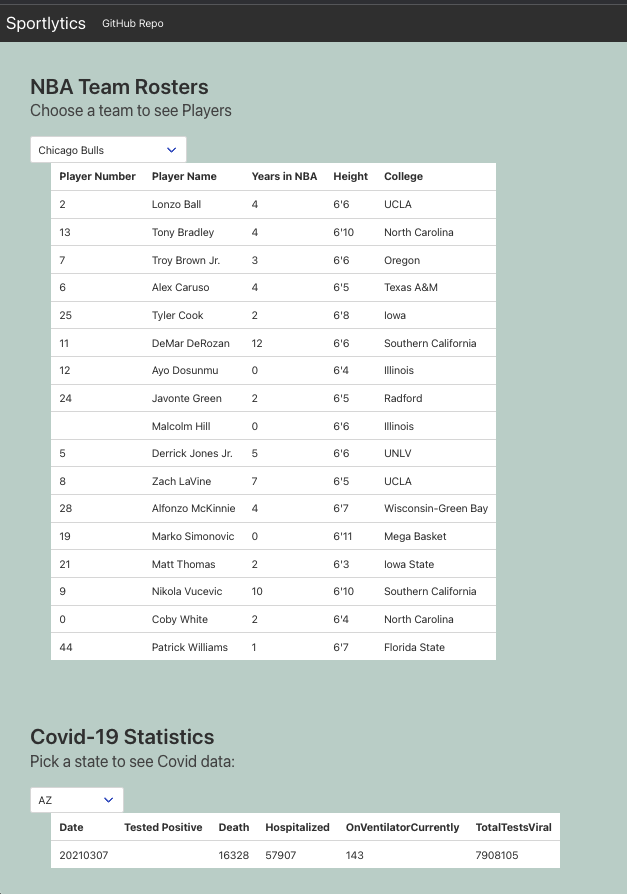 Sportlytics GitHub Repo
NBA Team Rosters
Choose a team to see Players
Chicago Bulls
Player Number Player Name Years in NBA Height College
2 Lonzo Ball 4 6'6 UCLA
13 Tony Bradley 4 6'10 North Carolina
7 Troy Brown Jr. 3 6'6 Oregon
6 Alex Caruso 4 6'5 Texas A&M
25 Tyler Cook 2 6'8 Iowa
11 DeMar DeRozan 12 6'6 Southern California
12 Ayo Dosunmu 0 6'4 Illinois
24 Javonte Green 2 6'5 Radford
Malcolm Hill 0 6'6 Illinois
5 Derrick Jones Jr. 5 6'6 UNLV
8 Zach LaVine 7 6'5 UCLA
28 Alfonzo McKinnie 4 6'7 Wisconsin-Green Bay
19 Marko Simonovic 0 6'11 Mega Basket
21 Matt Thomas 2 6'3 Iowa State
9 Nikola Vucevic 10 6'10 Southern California
0 Coby White 2 6'4 North Carolina
44 Patrick Williams 1 6'7 Florida State
Covid-19 Statistics
Pick a state to see Covid data:
AZ
Date Tested Positive Death Hospitalized OnVentilatorCurrently TotalTestsViral
20210307 16328 57907 143 7908105